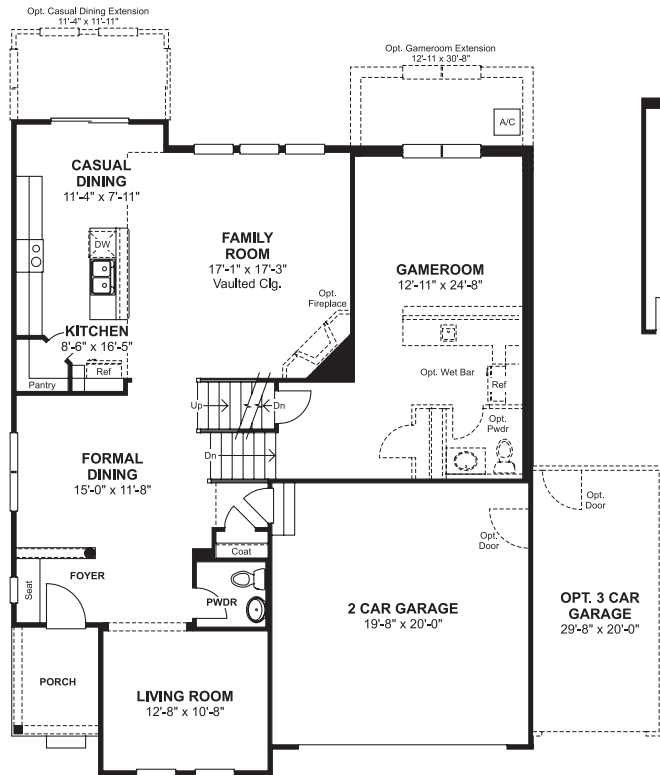 Opt. Casual Dining Extension
11'-4" x 11'-11"
Opt. Gameroom Extension
12'-11 x 30'-8"
A/C
CASUAL
DINING
11'-4" x 7'-11"
DW
FAMILY
ROOM
17'-1" x 17'-3"
Vaulted Clg.
GAMEROOM
12'-11" x 24'-8"
Opt.
Fireplace
KITCHEN
8'-6" x 16'-5"
Ref
Pantry
Opt. Wet Bar
Ref
Opt.
Pwdr
Up
Dn
Dn
FORMAL
DINING
15'-0" x 11'-8"
Opt.
Door
Opt.
Door
Coat
FOYER
Seat
PWDR
2 CAR GARAGE
19'-8" x 20'-0"
OPT. 3 CAR
GARAGE
29'-8" x 20'-0"
PORCH
LIVING ROOM
12'-8" x 10'-8"